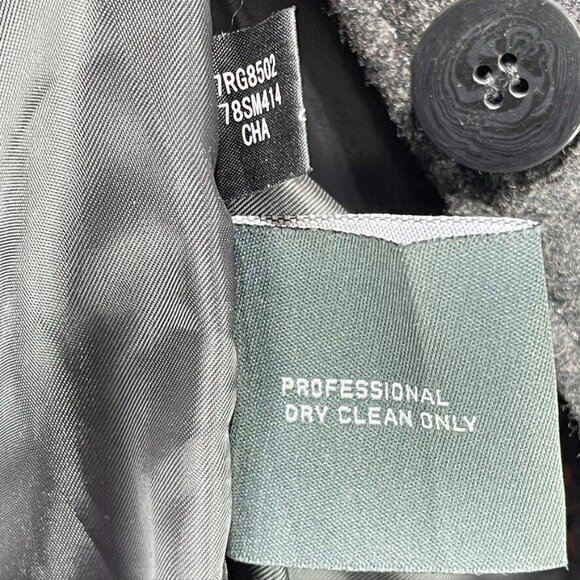 7RG8502
78SM414
CHA
PROFESSIONAL
DRY CLEAN ONLY